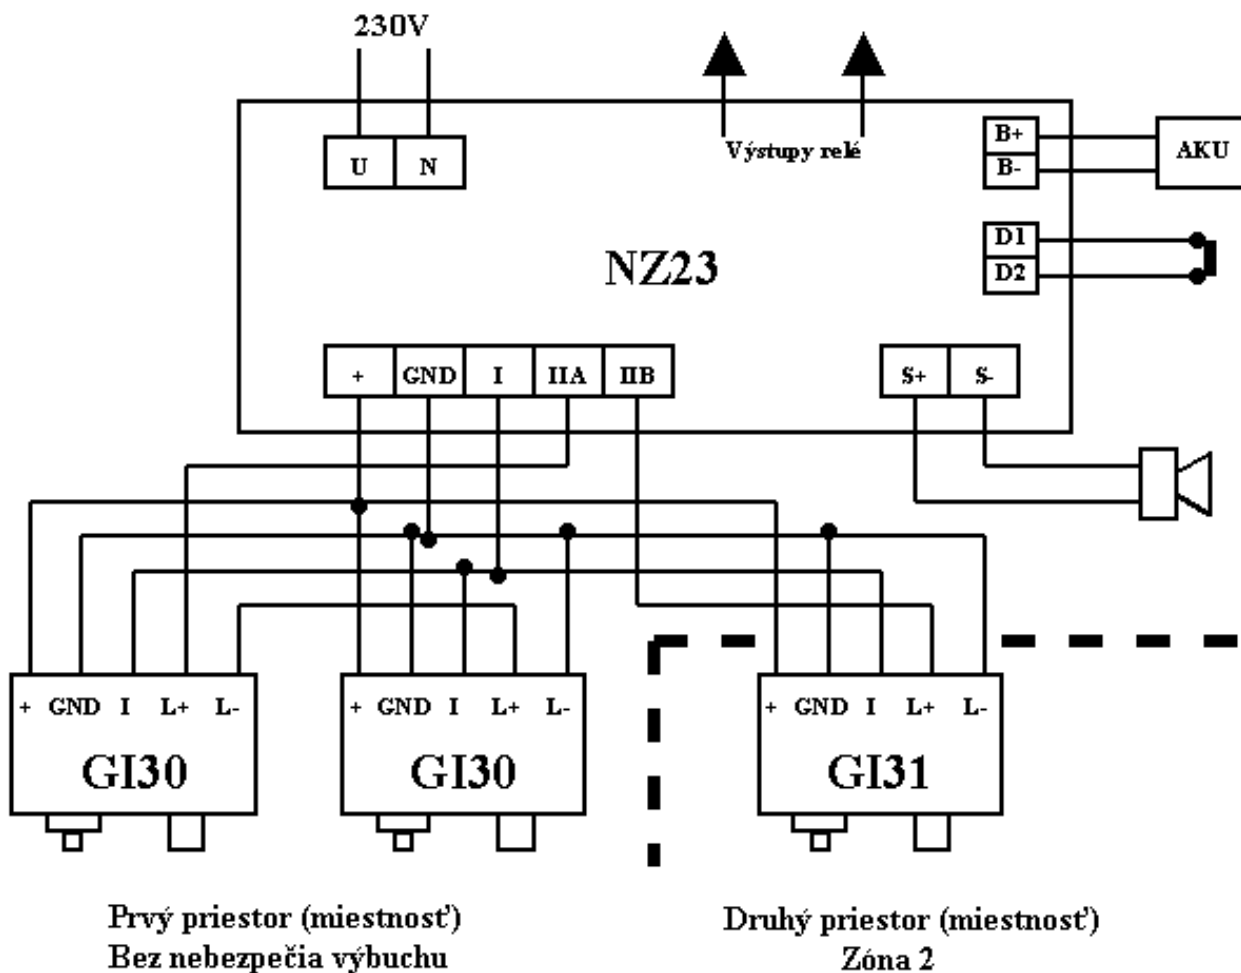 230V
U N
Výstupy relé
B+
B-
AKU
D1
D2
NZ23
+ GND I IIA IIB
S+ S-
+ GND I L+ L-
GI30
+ GND I L+ L-
GI30
+ GND I L+ L-
GI31
Prvý priestor (miestnosť)
Bez nebezpečia výbuchu
Druhý priestor (miestnosť)
Zóna 2